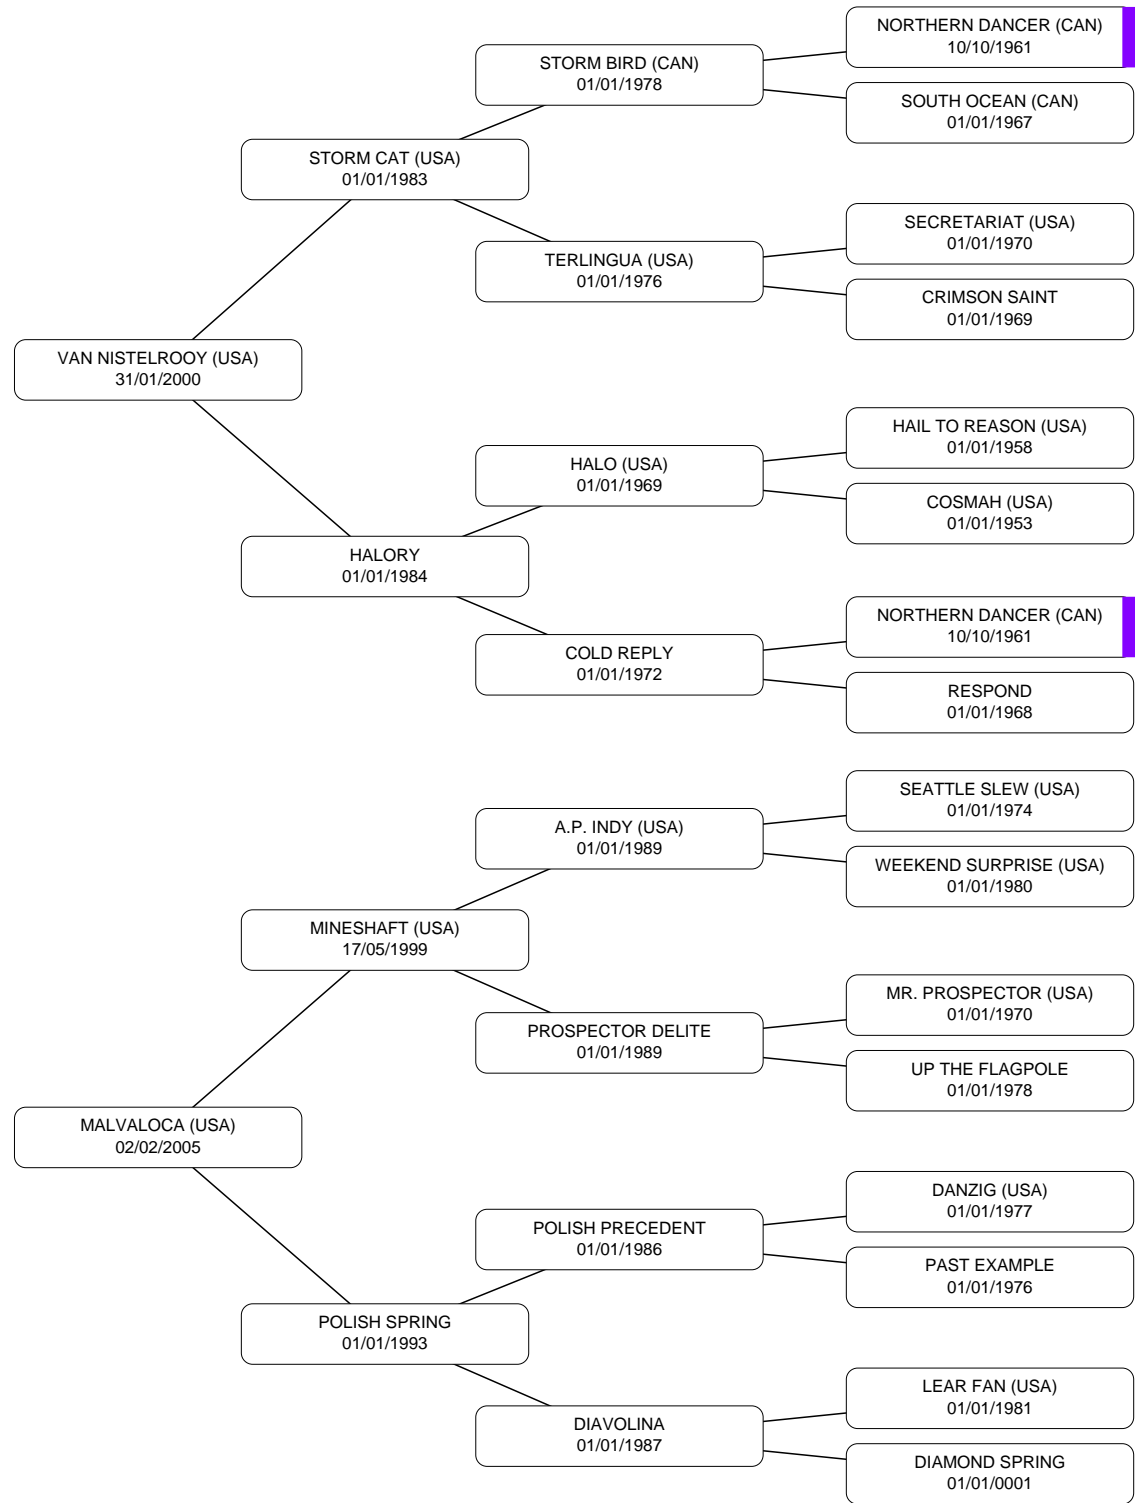 NORTHERN DANCER (CAN)
10/10/1961
STORM BIRD (CAN)
01/01/1978
SOUTH OCEAN (CAN)
01/01/1967
STORM CAT (USA)
01/01/1983
SECRETARIAT (USA)
01/01/1970
TERLINGUA (USA)
01/01/1976
CRIMSON SAINT
01/01/1969
VAN NISTELROOY (USA)
31/01/2000
HAIL TO REASON (USA)
01/01/1958
HALO (USA)
01/01/1969
COSMAH (USA)
01/01/1953
HALORY
01/01/1984
NORTHERN DANCER (CAN)
10/10/1961
COLD REPLY
01/01/1972
RESPOND
01/01/1968
SEATTLE SLEW (USA)
01/01/1974
A.P. INDY (USA)
01/01/1989
WEEKEND SURPRISE (USA)
01/01/1980
MINESHAFT (USA)
17/05/1999
MR. PROSPECTOR (USA)
01/01/1970
PROSPECTOR DELITE
01/01/1989
UP THE FLAGPOLE
01/01/1978
MALVALOCA (USA)
02/02/2005
DANZIG (USA)
01/01/1977
POLISH PRECEDENT
01/01/1986
PAST EXAMPLE
01/01/1976
POLISH SPRING
01/01/1993
LEAR FAN (USA)
01/01/1981
DIAVOLINA
01/01/1987
DIAMOND SPRING
01/01/0001